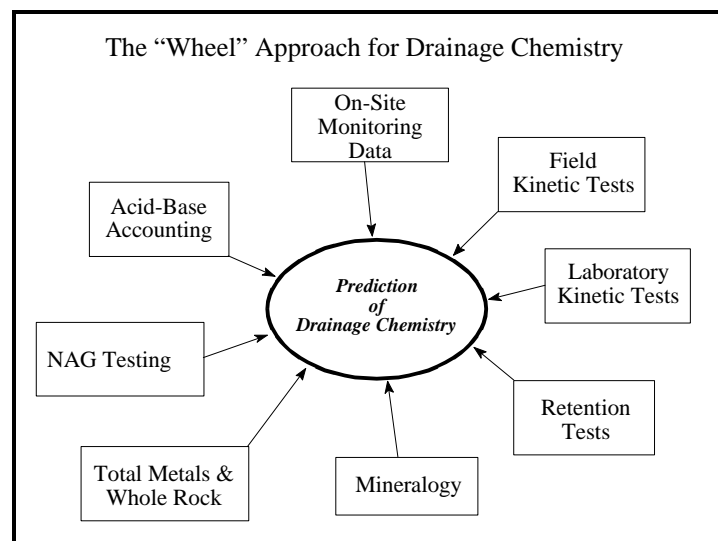 The “Wheel” Approach for Drainage Chemistry
On-Site
Monitoring
Data
Field
Kinetic Tests
Acid-Base
Accounting
Laboratory
Kinetic Tests
Prediction
of
Drainage Chemistry
NAG Testing
Retention
Tests
Total Metals &
Whole Rock
Mineralogy